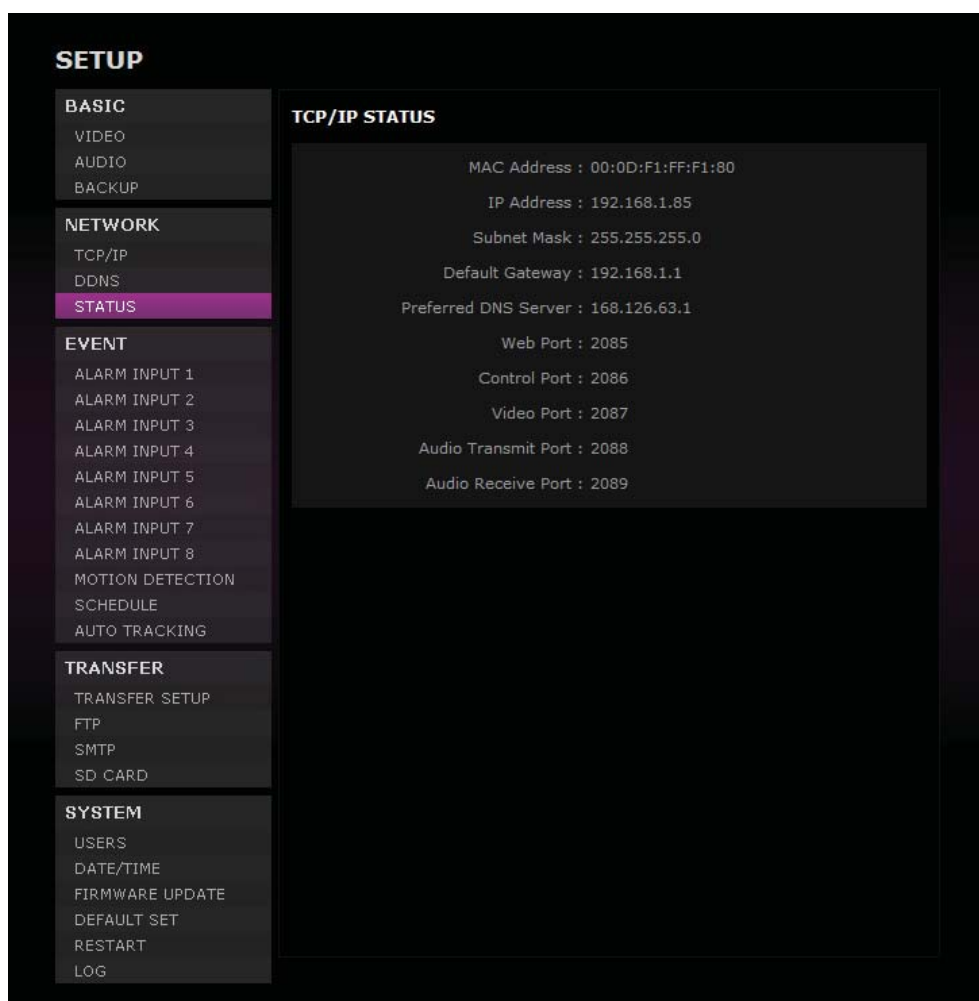 SETUP
BASIC
VIDEO
AUDIO
BACKUP
NETWORK
TCP/IP
DDNS
STATUS
EVENT
ALARM INPUT 1
ALARM INPUT 2
ALARM INPUT 3
ALARM INPUT 4
ALARM INPUT 5
ALARM INPUT 6
ALARM INPUT 7
ALARM INPUT 8
MOTION DETECTION
SCHEDULE
AUTO TRACKING
TRANSFER
TRANSFER SETUP
FTP
SMTP
SD CARD
SYSTEM
USERS
DATE/TIME
FIRMWARE UPDATE
DEFAULT SET
RESTART
LOG
TCP/IP STATUS
MAC Address : 00:0D:F1:FF:F1:80
IP Address : 192.168.1.85
Subnet Mask : 255.255.255.0
Default Gateway : 192.168.1.1
Preferred DNS Server : 168.126.63.1
Web Port : 2085
Control Port : 2086
Video Port : 2087
Audio Transmit Port : 2088
Audio Receive Port : 2089